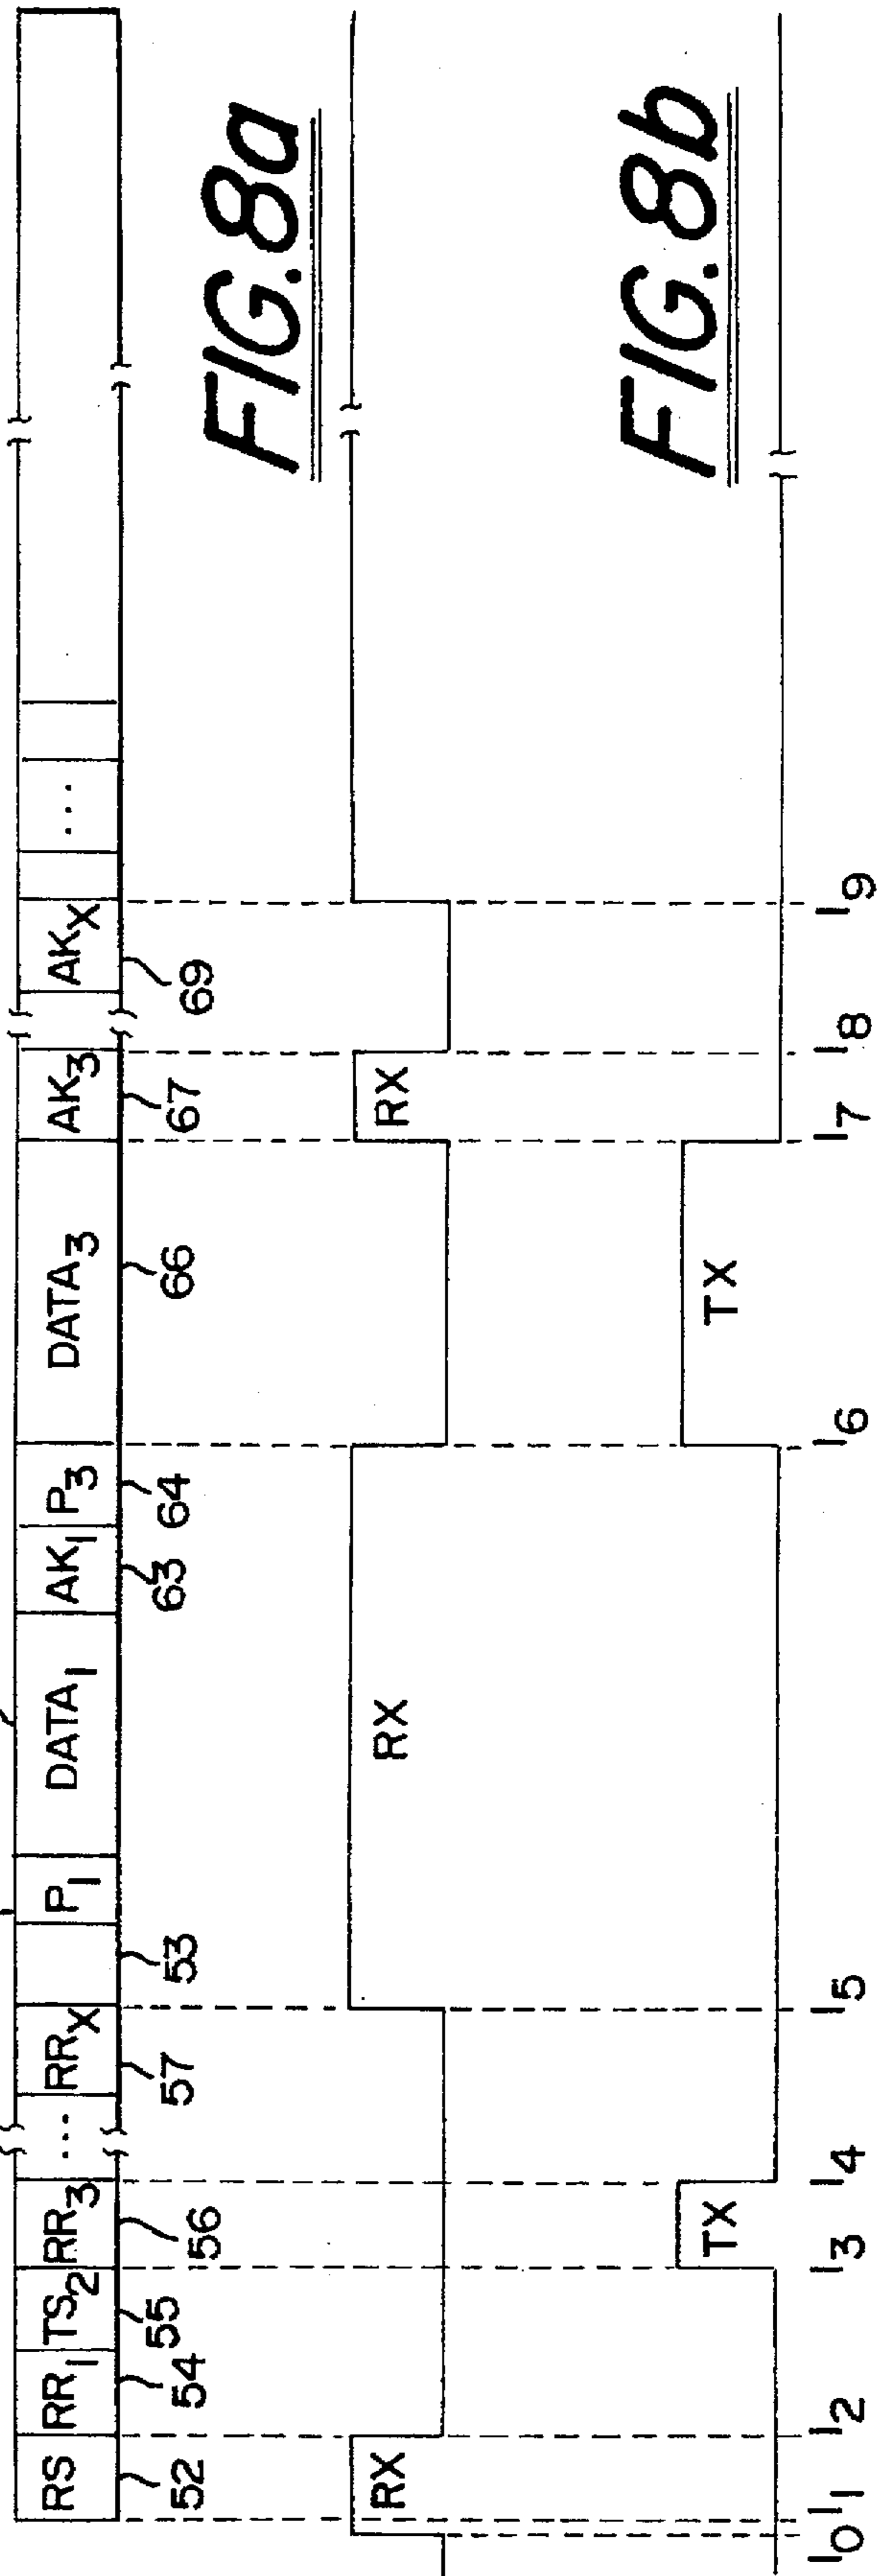 RS RR1 TS2 RR3 ... RRX P1 DATA1 AK1 P3 DATA3 AK3 AKX ...
52 54 55 56 57 53 63 64 66 67 69
FIG.8a
RX RX RX
TX TX
FIG.8b
I0 I1 I2 I3 I4 I5 I6 I7 I8 I9